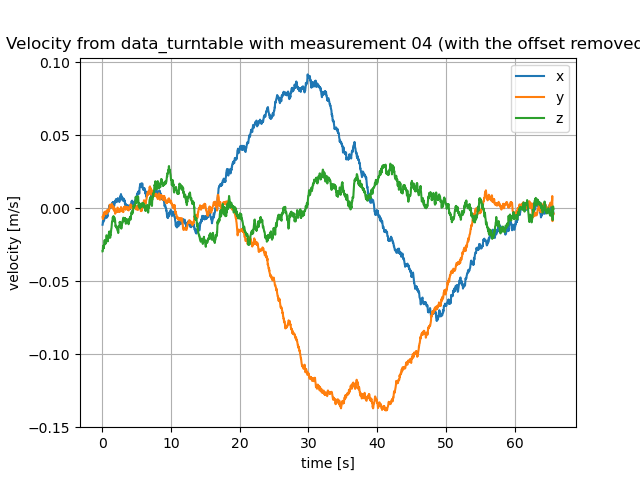 Velocity from data_turntable with measurement 04 (with the offset removed
0.10
0.05
0.00
−0.05
−0.10
−0.15
velocity [m/s]
x
y
z
0 10 20 30 40 50 60
time [s]